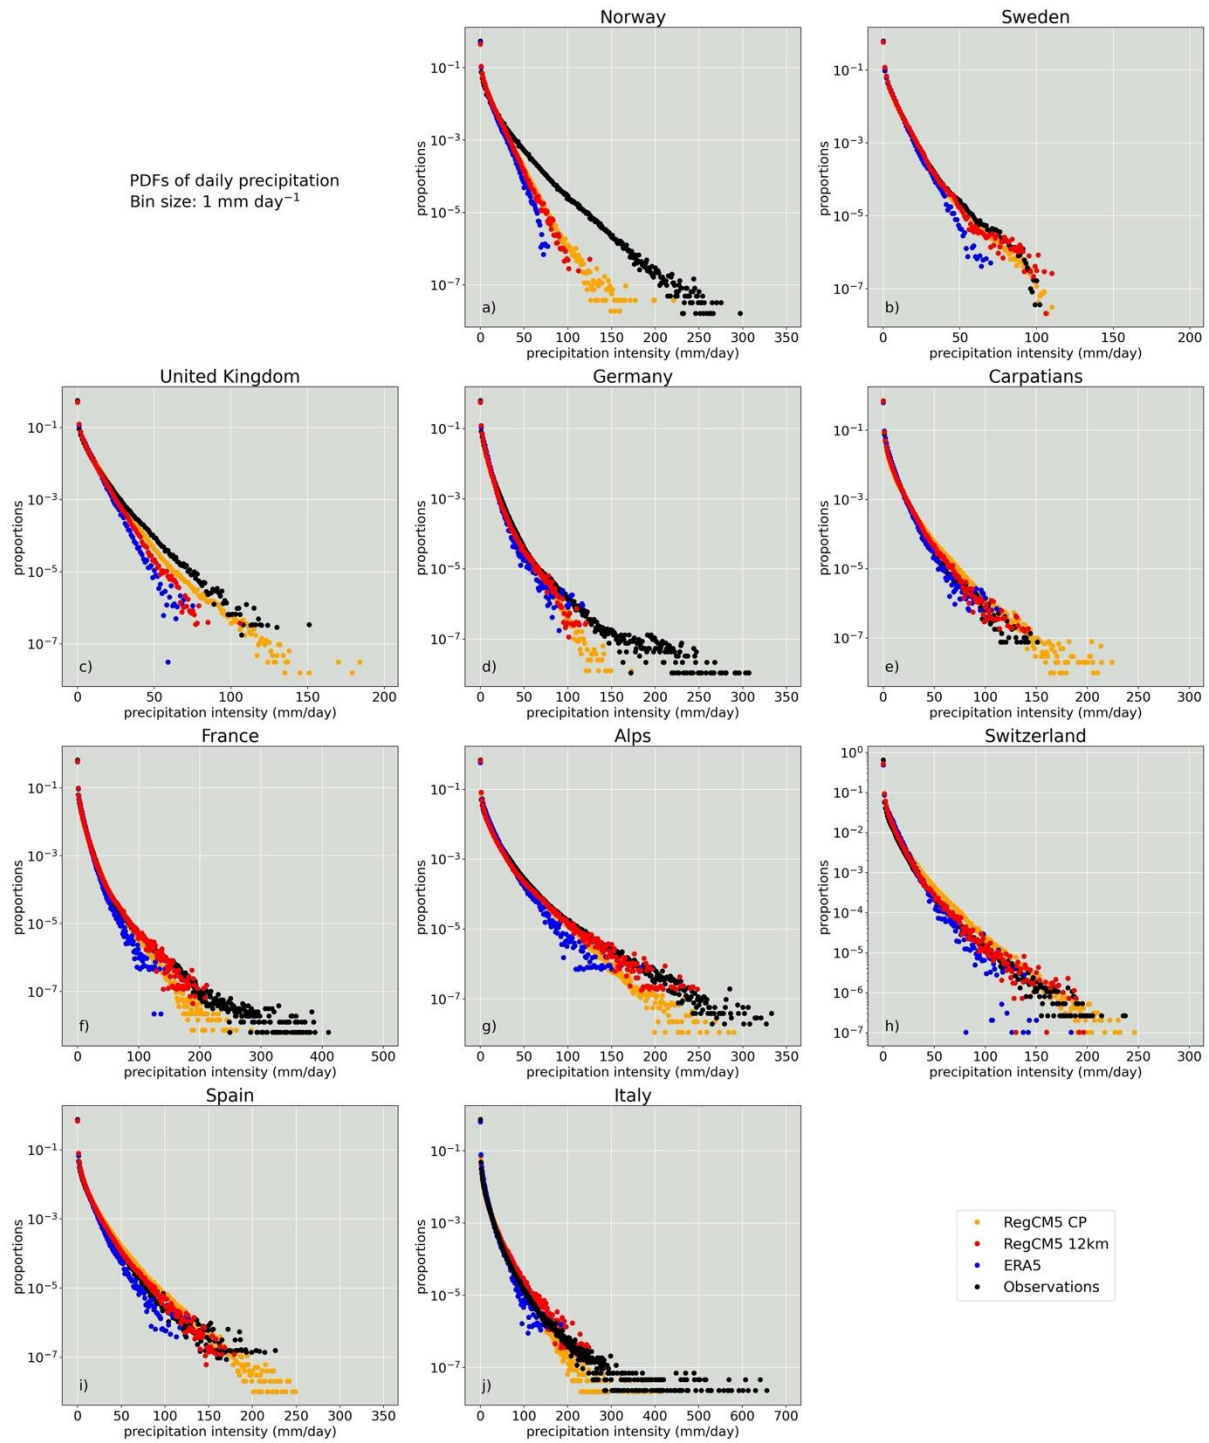 Norway
10⁻¹
10⁻³
10⁻⁵
10⁻⁷
proportions
a)
0 50 100 150 200 250 300 350
precipitation intensity (mm/day)
Sweden
10⁻¹
10⁻³
10⁻⁵
10⁻⁷
proportions
b)
0 50 100 150 200
precipitation intensity (mm/day)
PDFs of daily precipitation
Bin size: 1 mm day⁻¹
United Kingdom
10⁻¹
10⁻³
10⁻⁵
10⁻⁷
proportions
c)
0 50 100 150 200
precipitation intensity (mm/day)
Germany
10⁻¹
10⁻³
10⁻⁵
10⁻⁷
proportions
d)
0 50 100 150 200 250 300 350
precipitation intensity (mm/day)
Carpatians
10⁻¹
10⁻³
10⁻⁵
10⁻⁷
proportions
e)
0 50 100 150 200 250 300
precipitation intensity (mm/day)
France
10⁻¹
10⁻³
10⁻⁵
10⁻⁷
proportions
f)
0 100 200 300 400 500
precipitation intensity (mm/day)
Alps
10⁻¹
10⁻³
10⁻⁵
10⁻⁷
proportions
g)
0 50 100 150 200 250 300 350
precipitation intensity (mm/day)
Switzerland
10⁰
10⁻¹
10⁻²
10⁻³
10⁻⁴
10⁻⁵
10⁻⁶
10⁻⁷
proportions
h)
0 50 100 150 200 250 300
precipitation intensity (mm/day)
Spain
10⁻¹
10⁻³
10⁻⁵
10⁻⁷
proportions
i)
0 50 100 150 200 250 300 350
precipitation intensity (mm/day)
Italy
10⁻¹
10⁻³
10⁻⁵
10⁻⁷
proportions
j)
0 100 200 300 400 500 600 700
precipitation intensity (mm/day)
RegCM5 CP
RegCM5 12km
ERA5
Observations